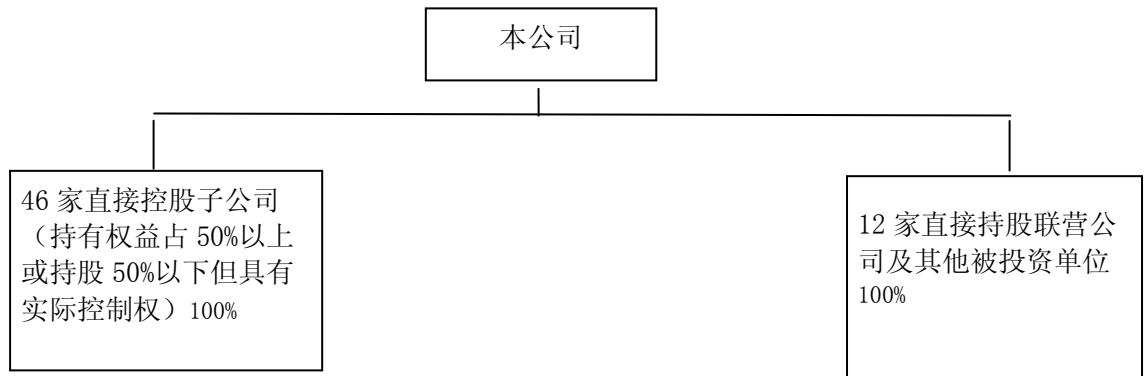 本公司
46 家直接控股子公司
（持有权益占 50%以上
或持股 50%以下但具有
实际控制权）100%
12 家直接持股联营公
司及其他被投资单位
100%